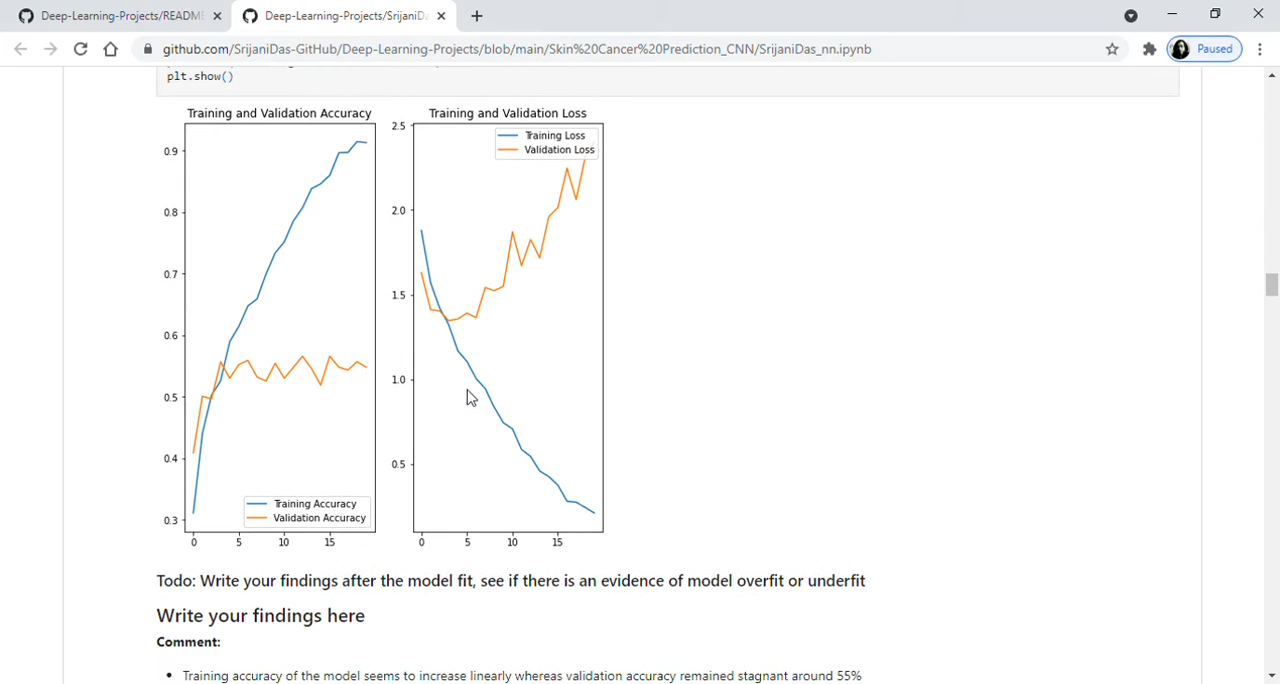 Deep-Learning-Projects/README
Deep-Learning-Projects/SrijaniDa
github.com/SrijaniDas-GitHub/Deep-Learning-Projects/blob/main/Skin%20Cancer%20Prediction_CNN/SrijaniDas_nn.ipynb
Paused
plt.show()
Training and Validation Accuracy
0.9
0.8
0.7
0.6
0.5
0.4
0.3
Training Accuracy
Validation Accuracy
0 5 10 15
Training and Validation Loss
2.5
2.0
1.5
1.0
0.5
Training Loss
Validation Loss
0 5 10 15
Todo: Write your findings after the model fit, see if there is an evidence of model overfit or underfit
Write your findings here
Comment:
• Training accuracy of the model seems to increase linearly whereas validation accuracy remained stagnant around 55%